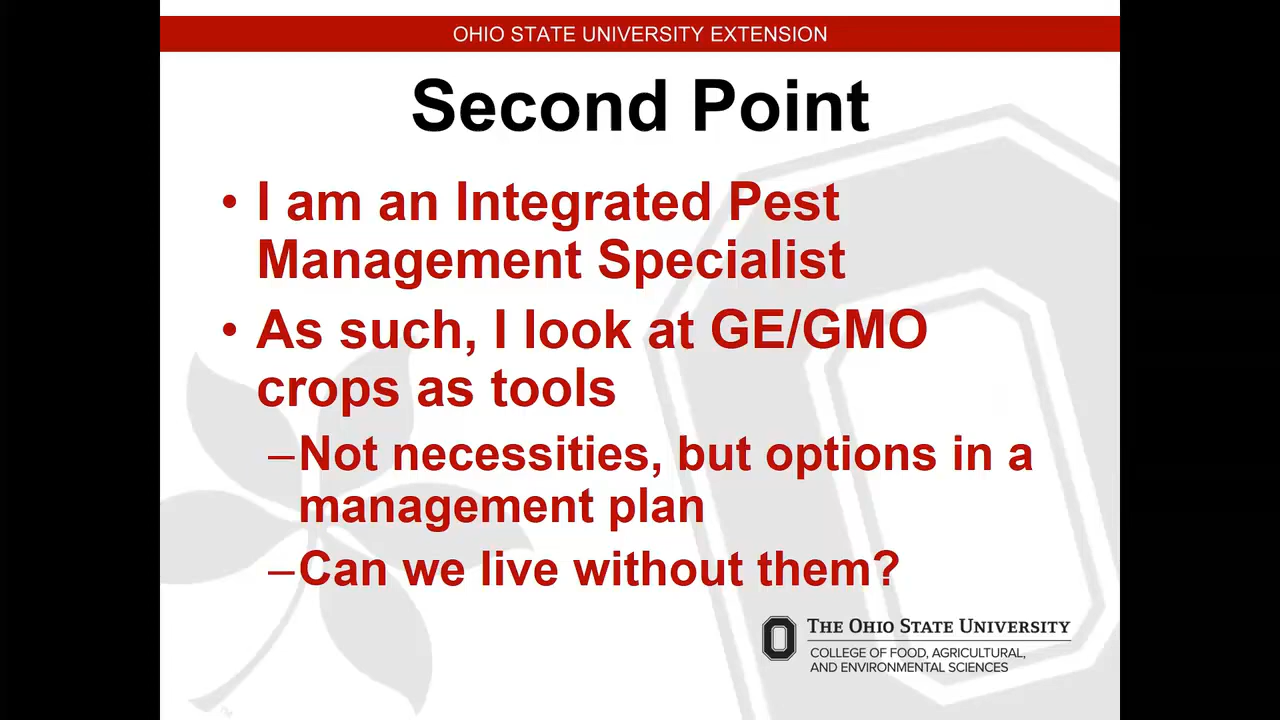 OHIO STATE UNIVERSITY EXTENSION
Second Point
• I am an Integrated Pest
Management Specialist
• As such, I look at GE/GMO
crops as tools
–Not necessities, but options in a
management plan
–Can we live without them?
THE OHIO STATE UNIVERSITY
COLLEGE OF FOOD, AGRICULTURAL,
AND ENVIRONMENTAL SCIENCES
TM